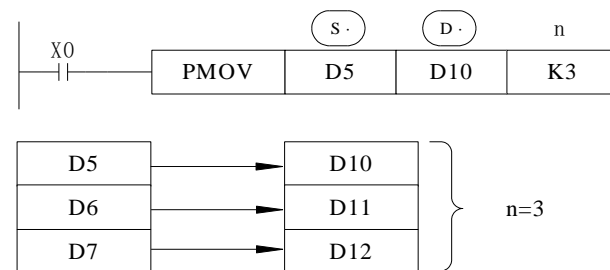 S· D· n
X0
PMOV D5 D10 K3
D5 D10
D6 D11 n=3
D7 D12